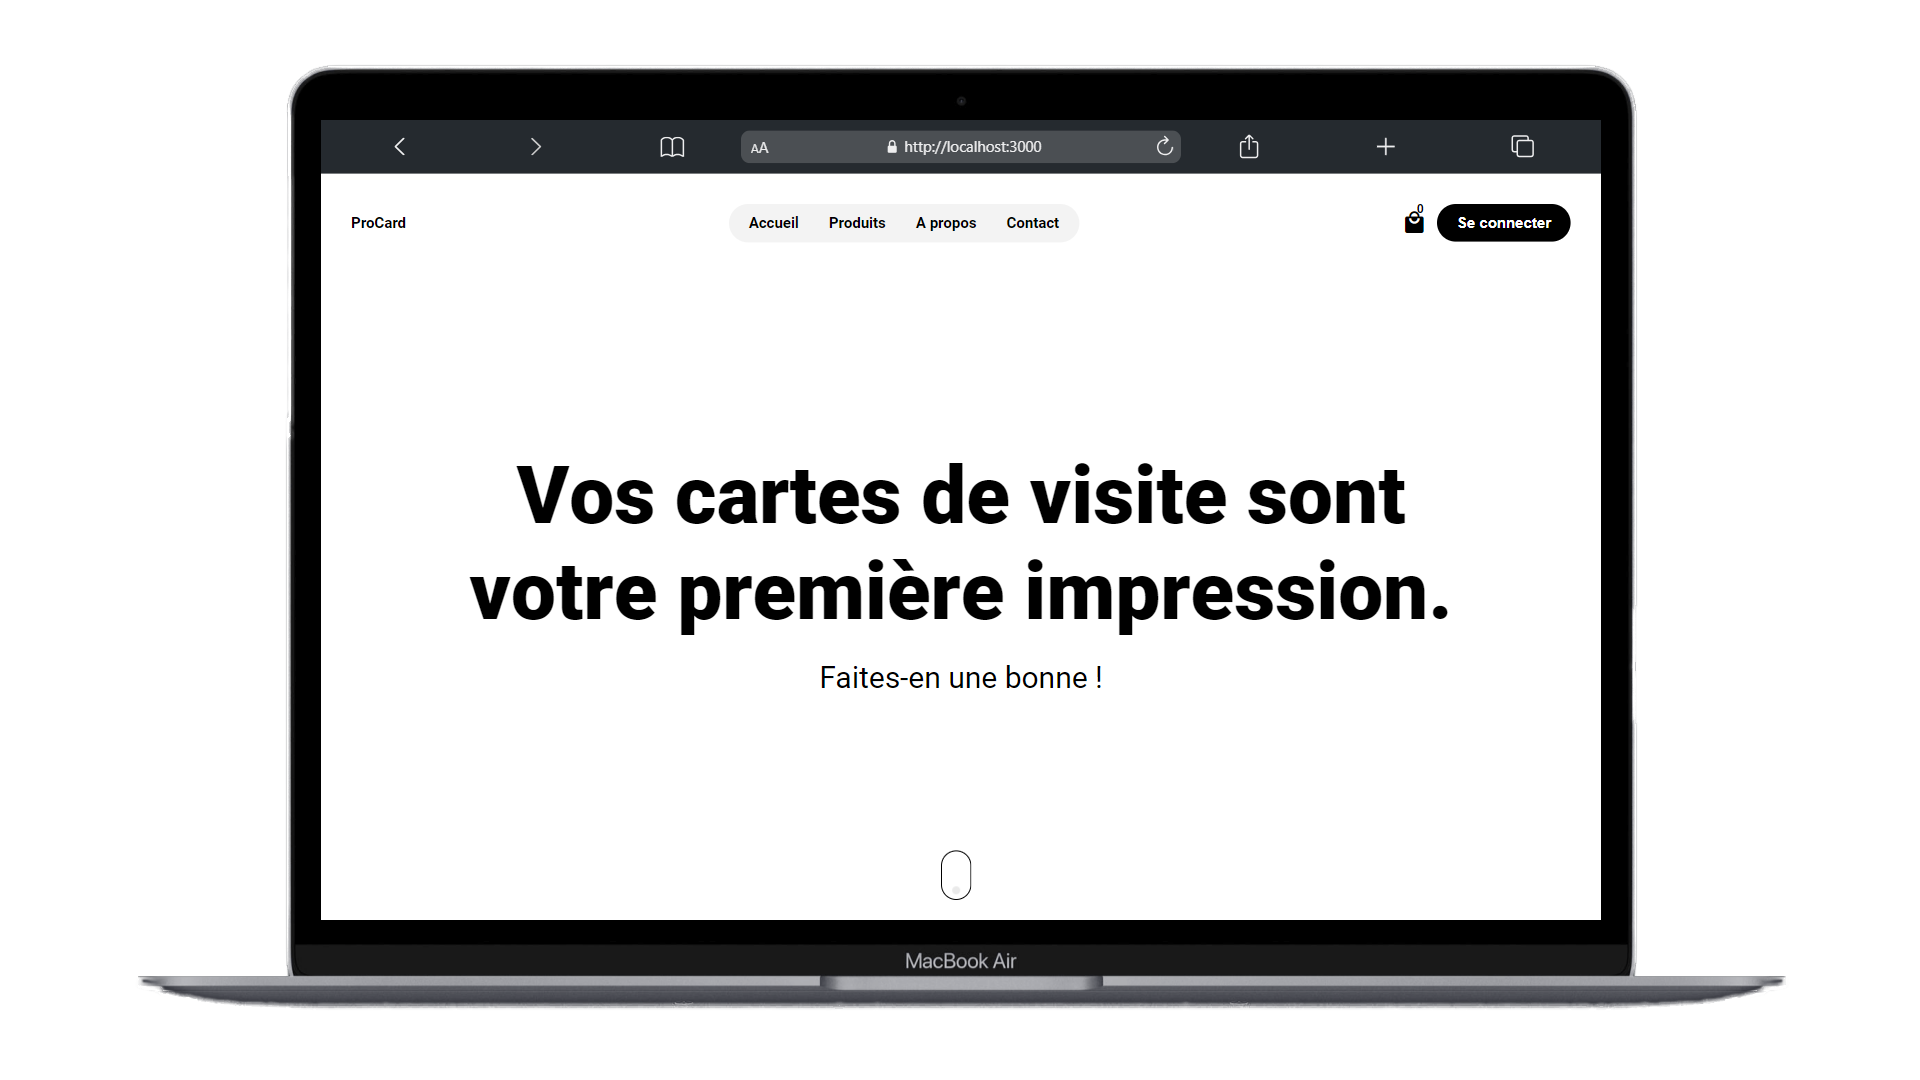 AA
http://localhost:3000
ProCard
Accueil Produits A propos Contact
0
Se connecter
Vos cartes de visite sont
votre première impression.
Faites-en une bonne !
MacBook Air